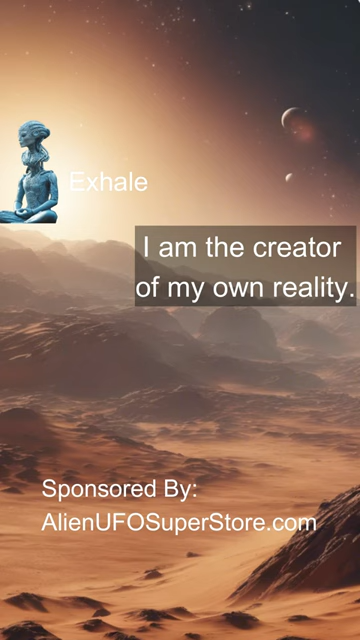 Exhale
I am the creator
of my own reality.
Sponsored By:
AlienUFOSuperStore.com